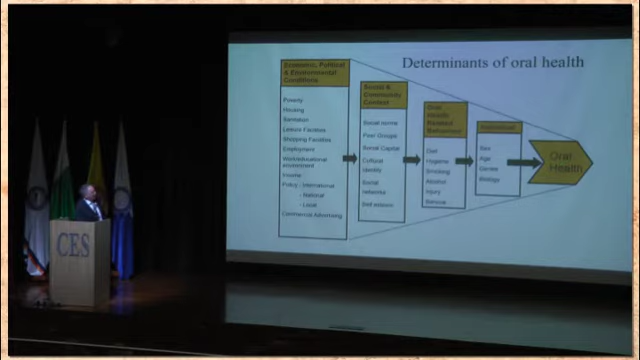 Determinants of oral health
Economic, Political
& Environmental
Conditions
Poverty
Housing
Sanitation
Leisure Facilities
Shopping Facilities
Employment
Work/educational
environment
Income
Policy - International
- National
- Local
Commercial Advertising
Social &
Community
Context
Social norms
Peer Groups
Social Capital
Cultural
Identity
Social
networks
Self esteem
Oral
Health
Related
Behaviours
Diet
Hygiene
Smoking
Alcohol
Injury
Service
Individual
Sex
Age
Gender
Biology
Oral
Health
CES